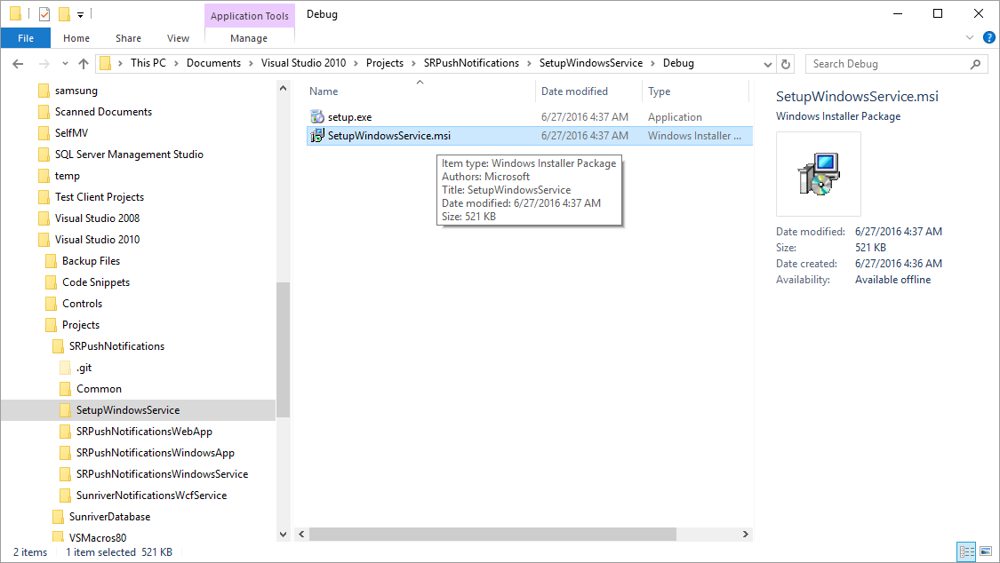 Application Tools
Debug
File
Home
Share
View
Manage
?
This PC
Documents
Visual Studio 2010
Projects
SRPushNotifications
SetupWindowsService
Debug
Search Debug
samsung
Scanned Documents
SelfMV
SQL Server Management Studio
temp
Test Client Projects
Visual Studio 2008
Visual Studio 2010
Backup Files
Code Snippets
Controls
Projects
SRPushNotifications
.git
Common
SetupWindowsService
SRPushNotificationsWebApp
SRPushNotificationsWindowsApp
SRPushNotificationsWindowsService
SunriverNotificationsWcfService
SunriverDatabase
VSMacros80
Name
Date modified
Type
setup.exe
6/27/2016 4:37 AM
Application
SetupWindowsService.msi
6/27/2016 4:37 AM
Windows Installer ...
Item type: Windows Installer Package
Authors: Microsoft
Title: SetupWindowsService
Date modified: 6/27/2016 4:37 AM
Size: 521 KB
SetupWindowsService.msi
Windows Installer Package
Date modified: 6/27/2016 4:37 AM
Size: 521 KB
Date created: 6/27/2016 4:36 AM
Availability: Available offline
2 items
1 item selected 521 KB